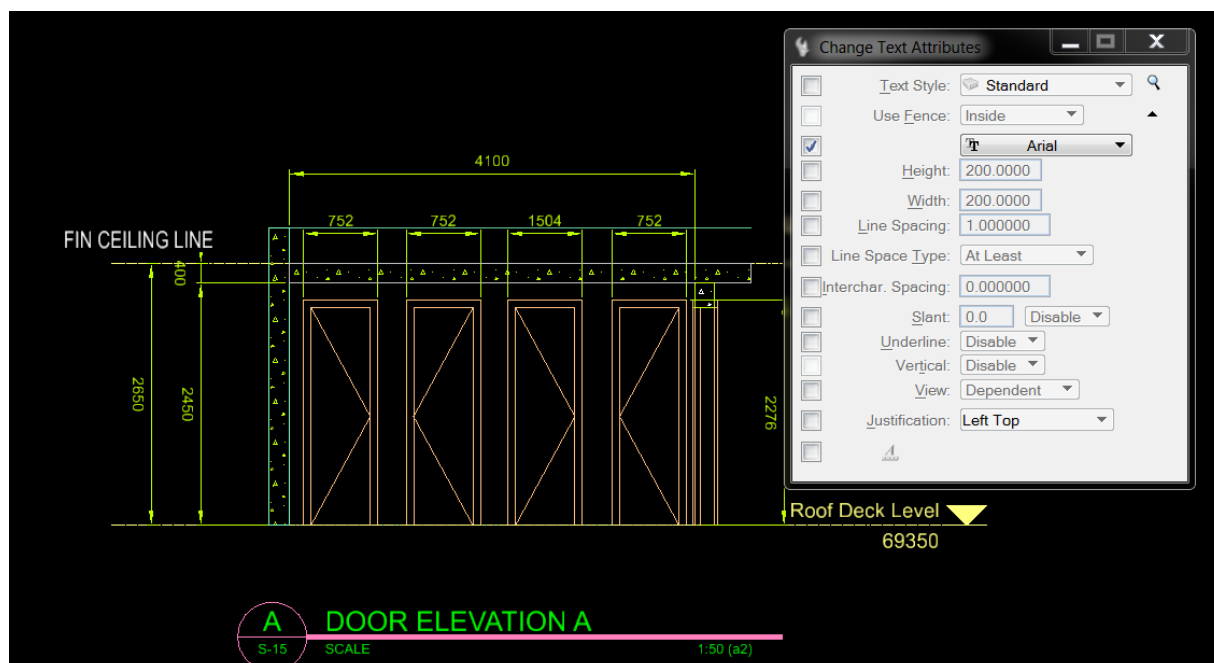 Change Text Attributes
Text Style: Standard
Use Fence: Inside
Arial
Height: 200.0000
Width: 200.0000
Line Spacing: 1.000000
Line Space Type: At Least
Interchar. Spacing: 0.000000
Slant: 0.0 Disable
Underline: Disable
Vertical: Disable
View: Dependent
Justification: Left Top
4100
752 752 1504 752
FIN CEILING LINE
400
2650
2450
2276
Roof Deck Level
69350
A
S-15
DOOR ELEVATION A
SCALE 1:50 (a2)